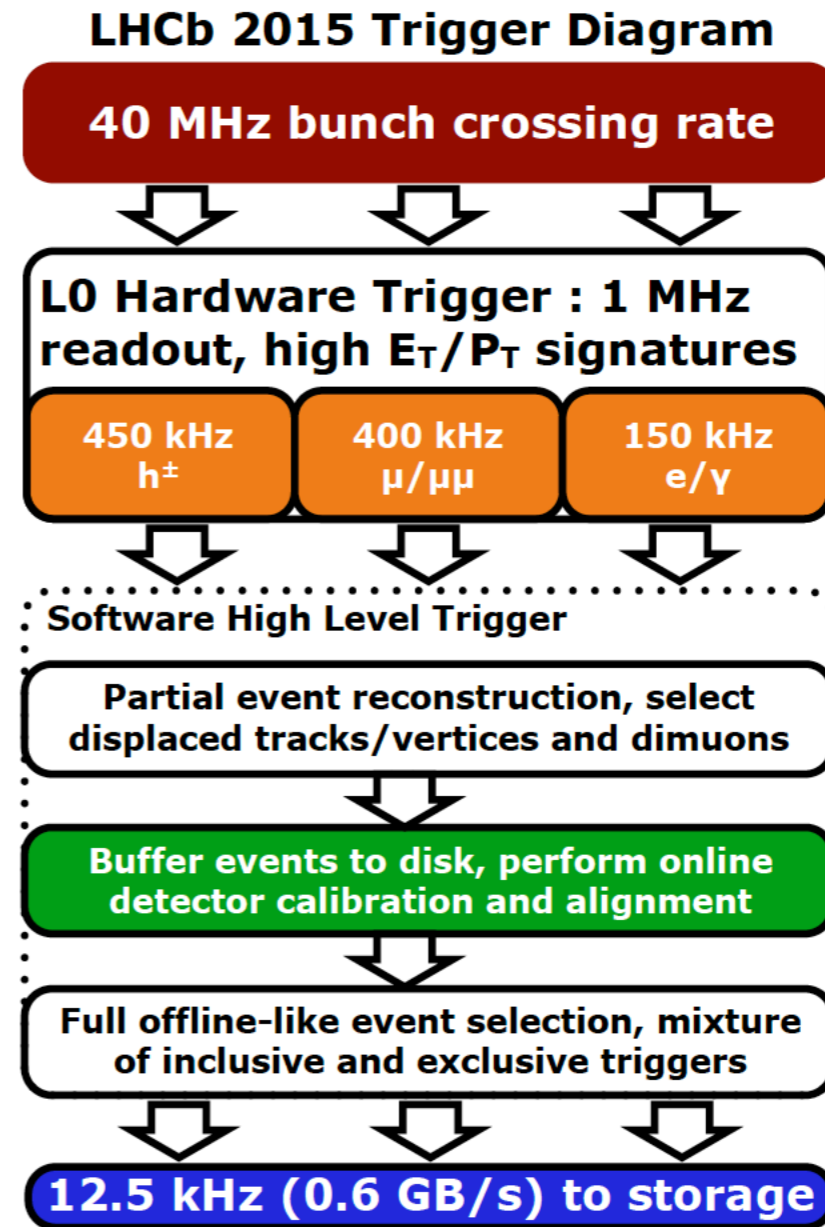 LHCb 2015 Trigger Diagram
40 MHz bunch crossing rate
L0 Hardware Trigger : 1 MHz
readout, high Eᴛ/Pᴛ signatures
450 kHz
h±
400 kHz
μ/μμ
150 kHz
e/γ
Software High Level Trigger
Partial event reconstruction, select
displaced tracks/vertices and dimuons
Buffer events to disk, perform online
detector calibration and alignment
Full offline-like event selection, mixture
of inclusive and exclusive triggers
12.5 kHz (0.6 GB/s) to storage